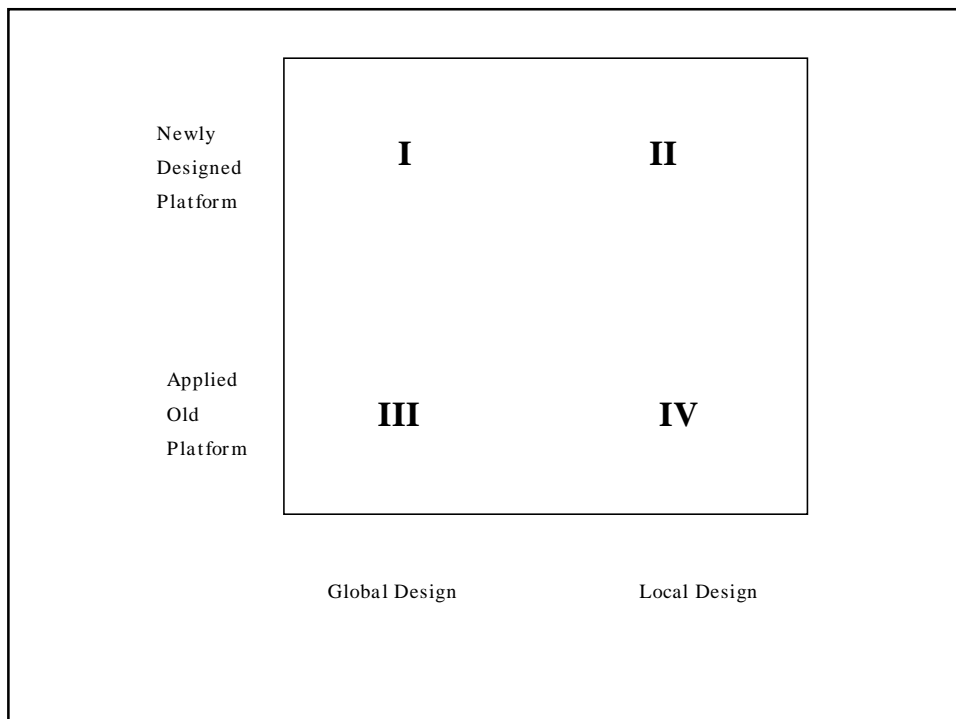 Newly
Designed
Platform
I
II
Applied
Old
Platform
III
IV
Global Design
Local Design